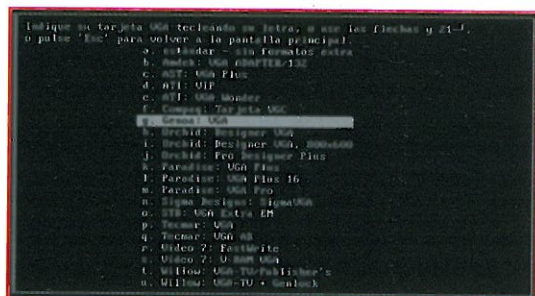 Indique su tarjeta VGA tecleando su letra, o use las flechas y
o pulse 'Esc' para volver a la pantalla principal.
a. estándar - sin formatos extra
b. Amdek: VGA ADAPTER/132
c. AST: VGA Plus
d. ATI: VIP
e. ATI: VGA Wonder
f. Compaq: Tarjeta VGC
g. Genoa: VGA
h. Orchid: Designer VGA
i. Orchid: Designer VGA, 800x600
j. Orchid: Pro Designer Plus
k. Paradise: VGA Plus
l. Paradise: VGA Plus 16
m. Paradise: VGA Pro
n. Sigma Designs: SigmaVGA
o. STB: VGA Extra EM
p. Tecmar: VGA
q. Tecmar: VGA AD
r. Video 7: FastWrite
s. Video 7: V-RAM VGA
t. Willow: VGA-TV/Publisher's
u. Willow: VGA-TV + Genlock